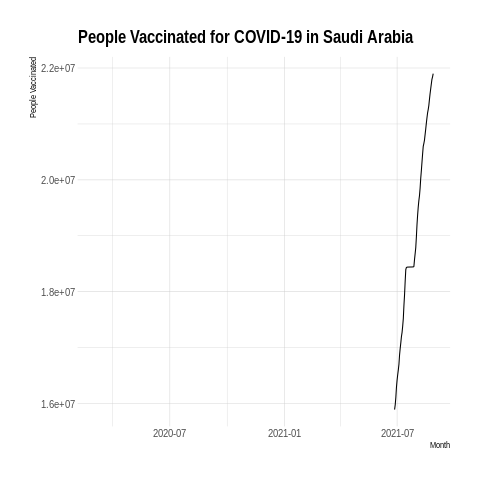 People Vaccinated for COVID-19 in Saudi Arabia
People Vaccinated
2.2e+07
2.0e+07
1.8e+07
1.6e+07
2020-07
2021-01
2021-07
Month